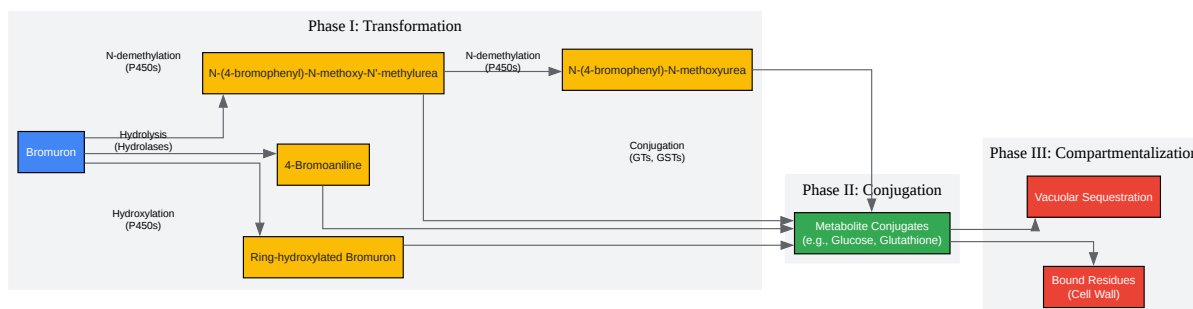 Phase I: Transformation
N-demethylation
(P450s)
N-(4-bromophenyl)-N-methoxy-N'-methylurea
N-demethylation
(P450s)
N-(4-bromophenyl)-N-methoxyurea
Bromuron
Hydrolysis
(Hydrolases)
4-Bromoaniline
Conjugation
(GTs, GSTs)
Hydroxylation
(P450s)
Ring-hydroxylated Bromuron
Phase II: Conjugation
Metabolite Conjugates
(e.g., Glucose, Glutathione)
Phase III: Compartmentalization
Vacuolar Sequestration
Bound Residues
(Cell Wall)